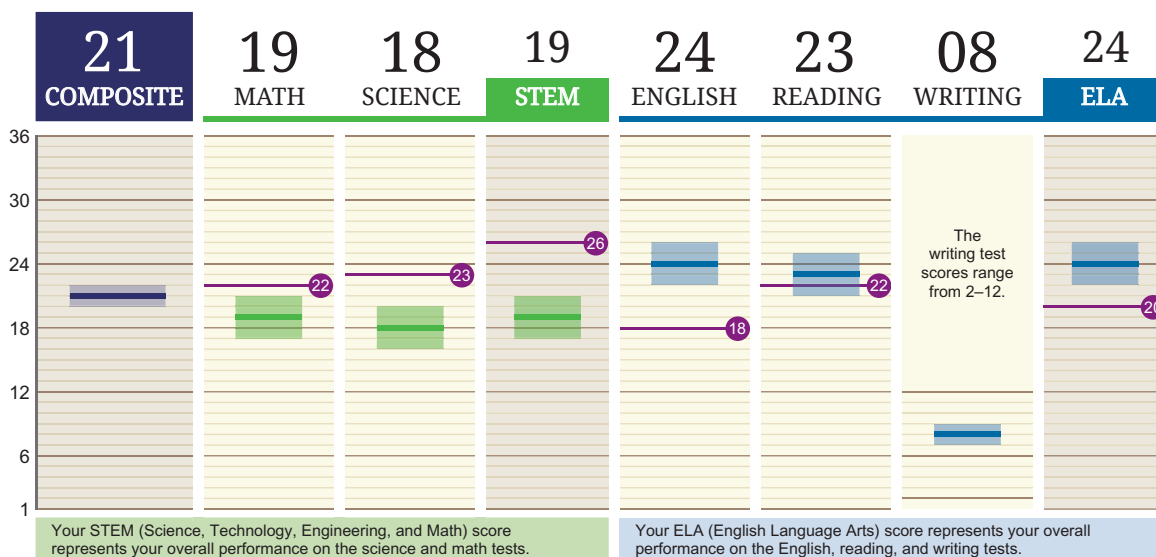 21 19 18 19 24 23 08 24
COMPOSITE MATH SCIENCE STEM ENGLISH READING WRITING ELA
36
30
26
24
23
22
22
20
The
writing test
scores range
from 2–12.
18
18
12
6
1
Your STEM (Science, Technology, Engineering, and Math) score
represents your overall performance on the science and math tests.
Your ELA (English Language Arts) score represents your overall
performance on the English, reading, and writing tests.